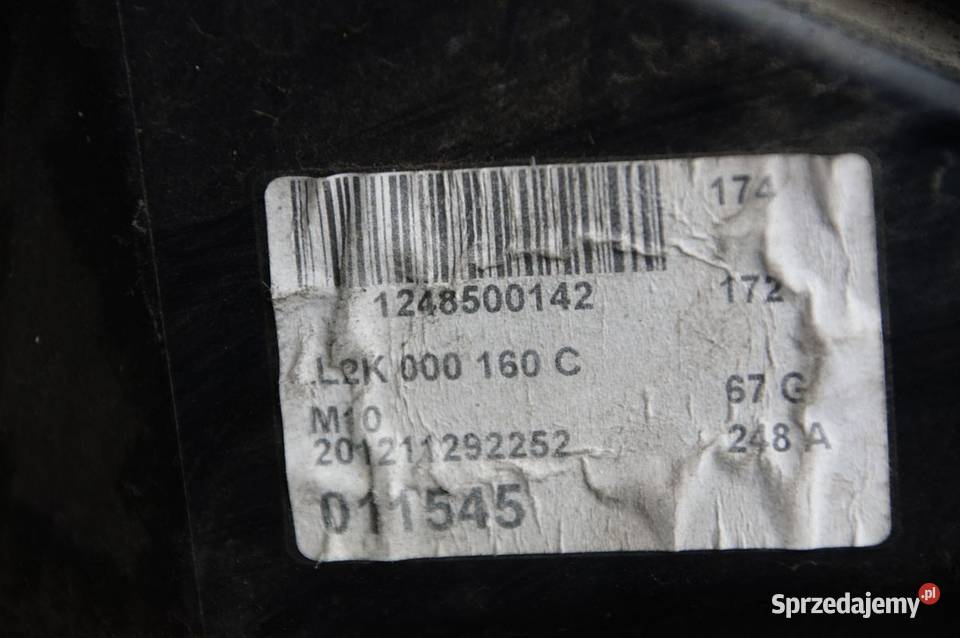 174
1248500142 172
L2K 000 160 C
67 G
M10
201211292252 248 A
011545
Sprzedajemy.pl